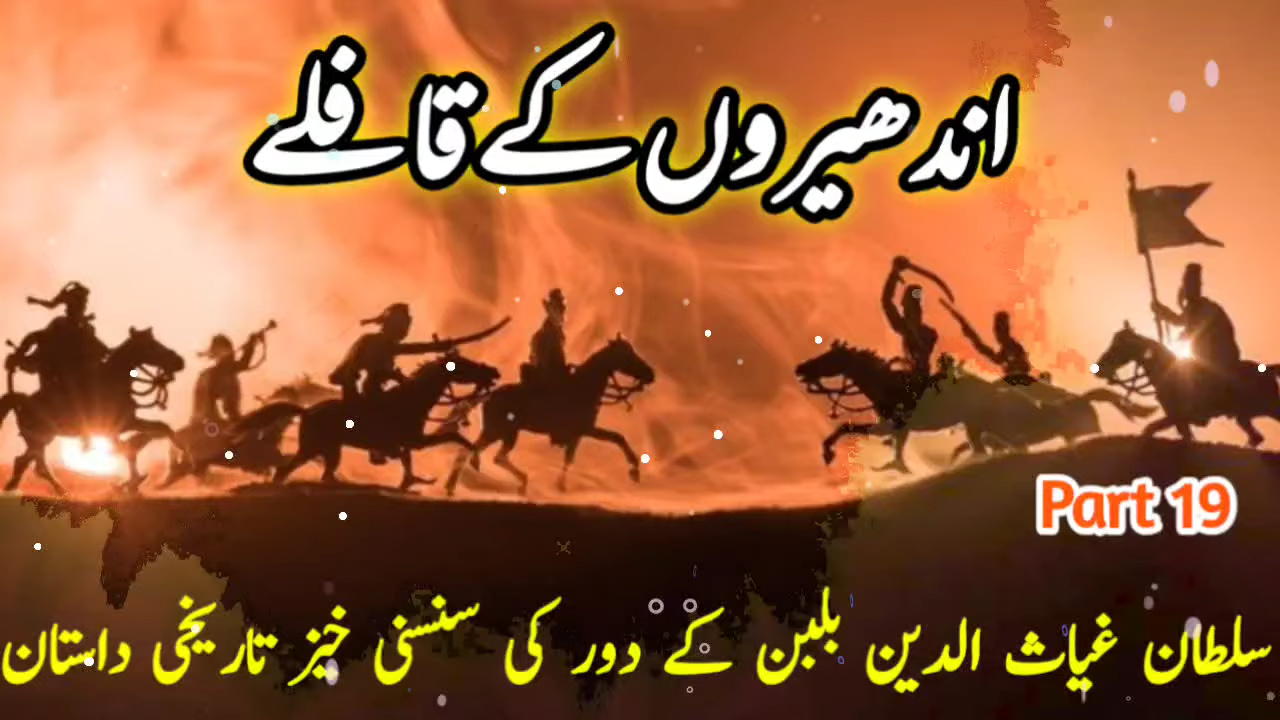 اندھیروں کے قافلے
Part 19
سلطان غیاث الدین بلبن کے دور کی سنسنی خیز تاریخی داستان